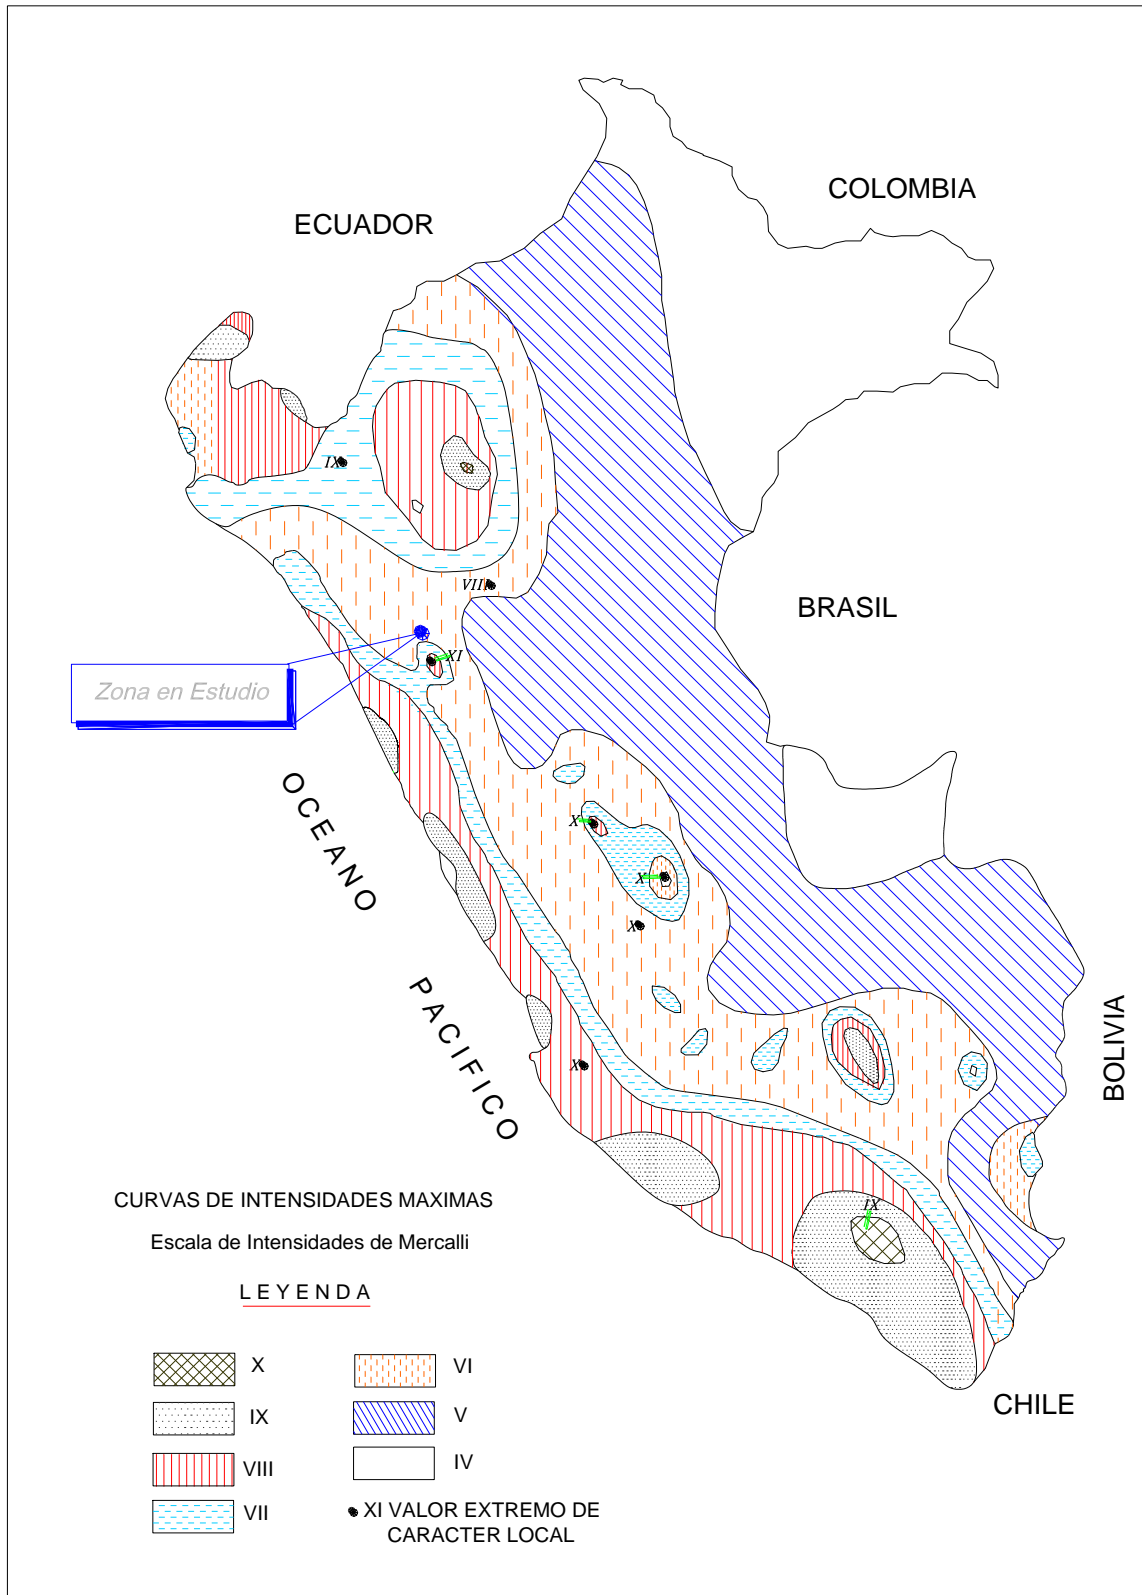 COLOMBIA
ECUADOR
IX
VIII
BRASIL
XI
Zona en Estudio
OCEANO
PACIFICO
X
X
X
X
BOLIVIA
IX
CURVAS DE INTENSIDADES MAXIMAS
Escala de Intensidades de Mercalli
LEYENDA
X
VI
IX
V
VIII
IV
VII
XI VALOR EXTREMO DE
CARACTER LOCAL
CHILE